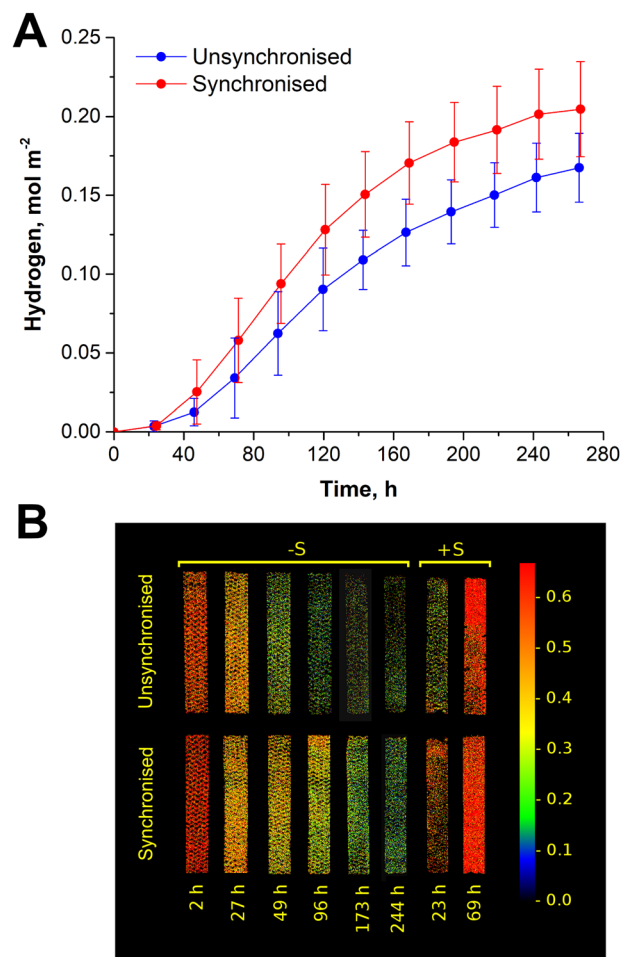 A
0.25
0.20
0.15
0.10
0.05
0.00
Hydrogen, mol m⁻²
Unsynchronised
Synchronised
0 40 80 120 160 200 240 280
Time, h
B
-S +S
Unsynchronised
Synchronised
0.6
0.5
0.4
0.3
0.2
0.1
0.0
2 h 27 h 49 h 96 h 173 h 244 h 23 h 69 h